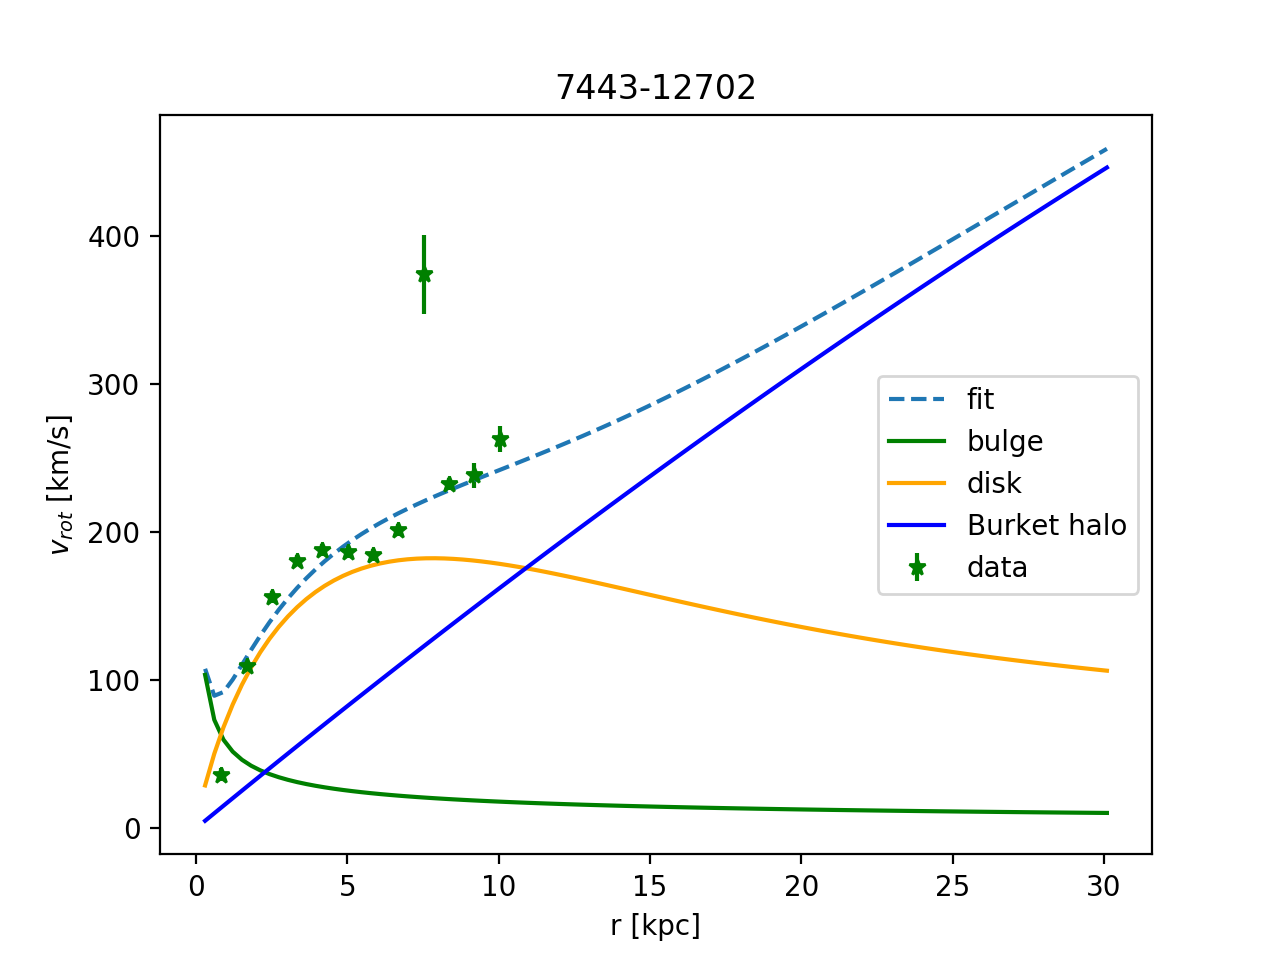 7443-12702
400
300
200
100
0
v_rot [km/s]
fit
bulge
disk
Burket halo
data
0 5 10 15 20 25 30
r [kpc]